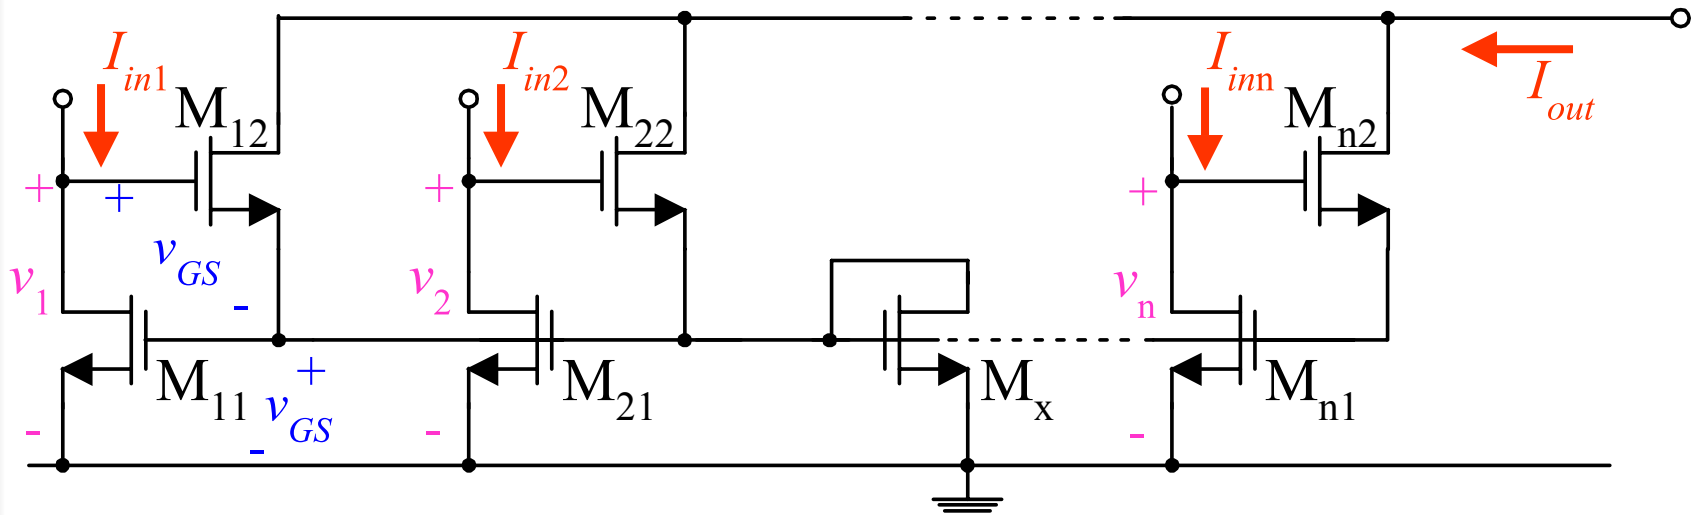 I_in1
M_12
I_in2
M_22
I_inn
M_n2
I_out
+
+
+
+
v_GS
v_1
-
v_2
v_n
+
M_11
v_GS
M_21
M_x
M_n1
-
-
-
-